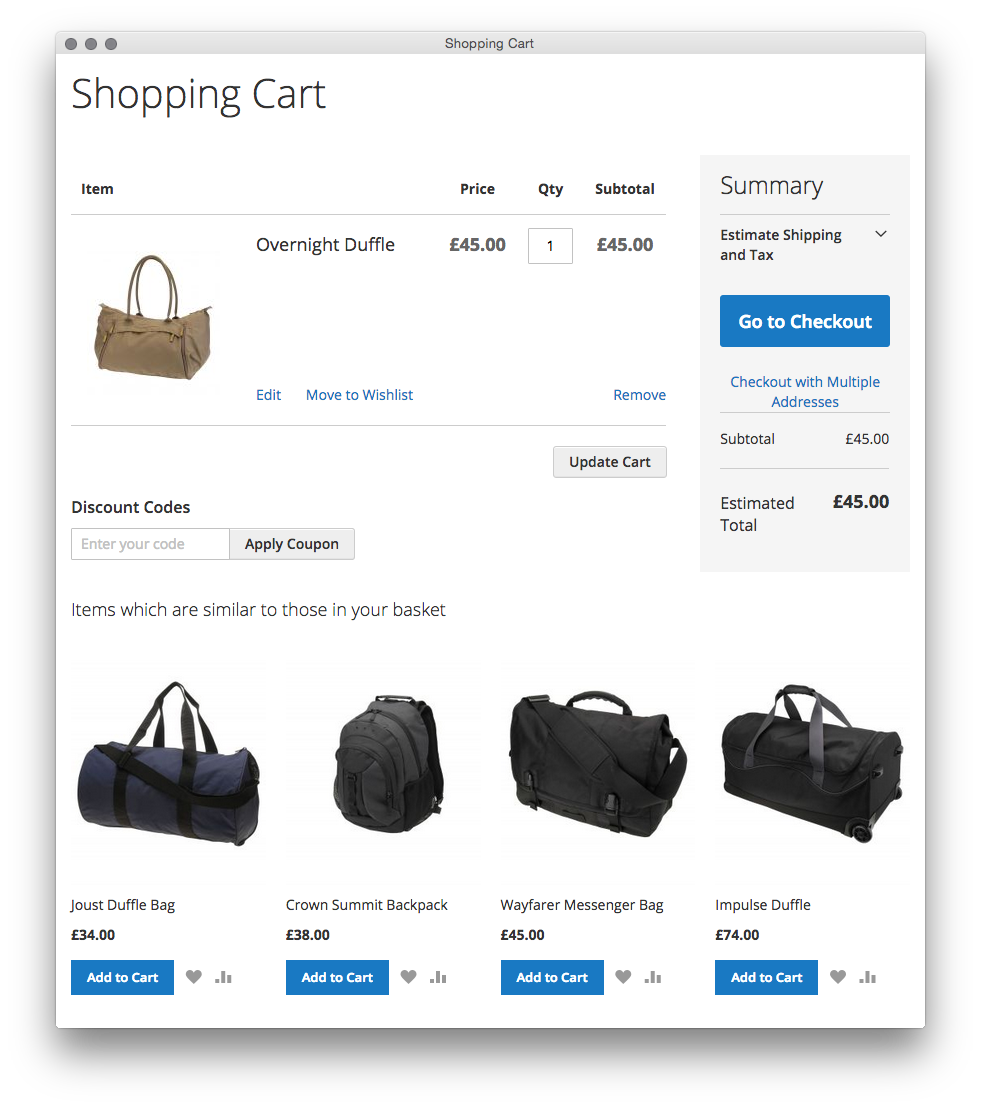 Shopping Cart
Shopping Cart
Item Price Qty Subtotal
Overnight Duffle £45.00 1 £45.00
Edit Move to Wishlist Remove
Update Cart
Discount Codes
Enter your code Apply Coupon
Summary
Estimate Shipping
and Tax
Go to Checkout
Checkout with Multiple
Addresses
Subtotal £45.00
Estimated £45.00
Total
Items which are similar to those in your basket
Joust Duffle Bag Crown Summit Backpack Wayfarer Messenger Bag Impulse Duffle
£34.00 £38.00 £45.00 £74.00
Add to Cart Add to Cart Add to Cart Add to Cart